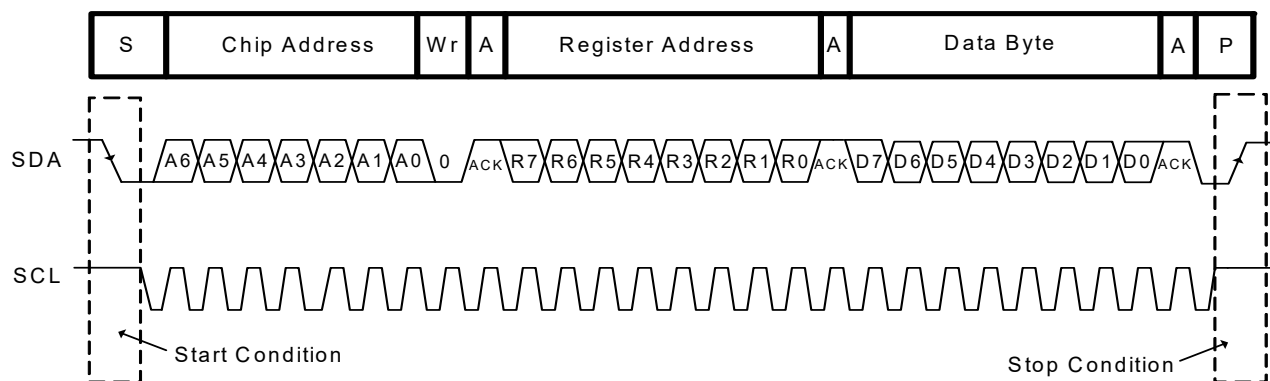 S Chip Address Wr A Register Address A Data Byte A P
SDA A6 A5 A4 A3 A2 A1 A0 0 ACK R7 R6 R5 R4 R3 R2 R1 R0 ACK D7 D6 D5 D4 D3 D2 D1 D0 ACK
SCL
Start Condition
Stop Condition